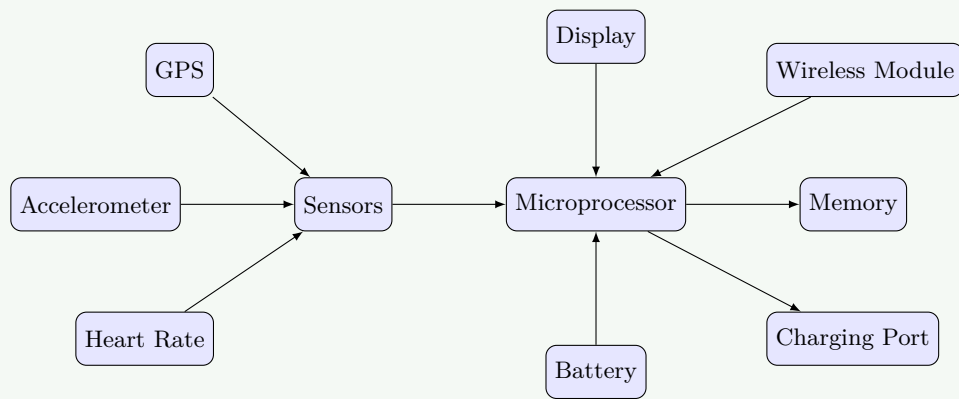 Display
GPS
Wireless Module
Accelerometer
Sensors
Microprocessor
Memory
Heart Rate
Charging Port
Battery